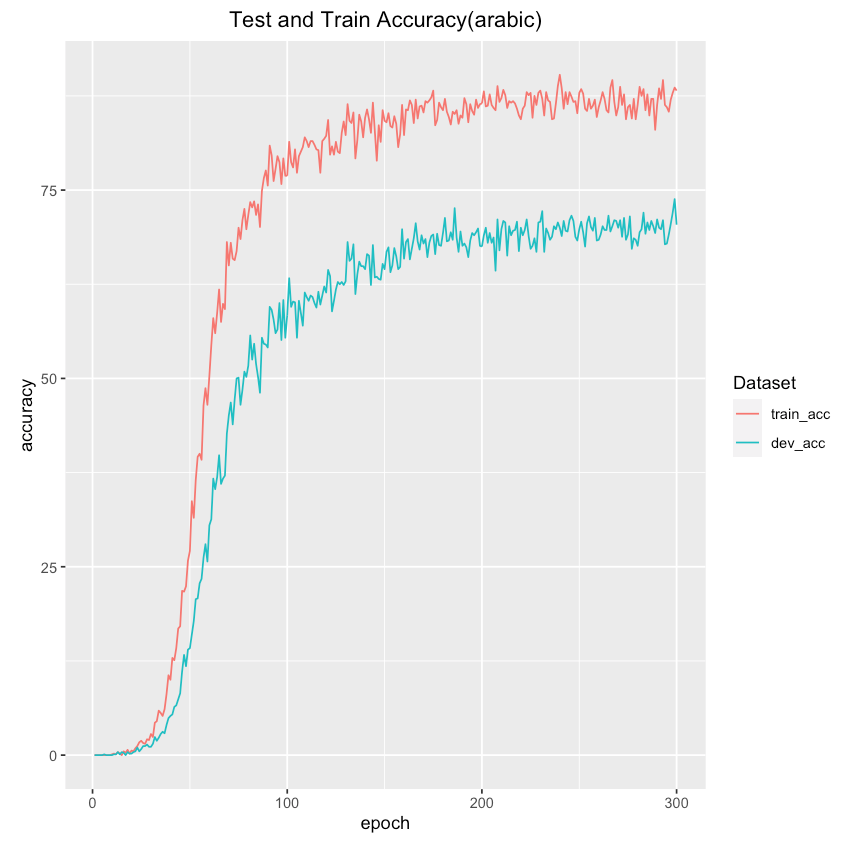 Test and Train Accuracy(arabic)
75
50
25
0
accuracy
0 100 200 300
epoch
Dataset
train_acc
dev_acc